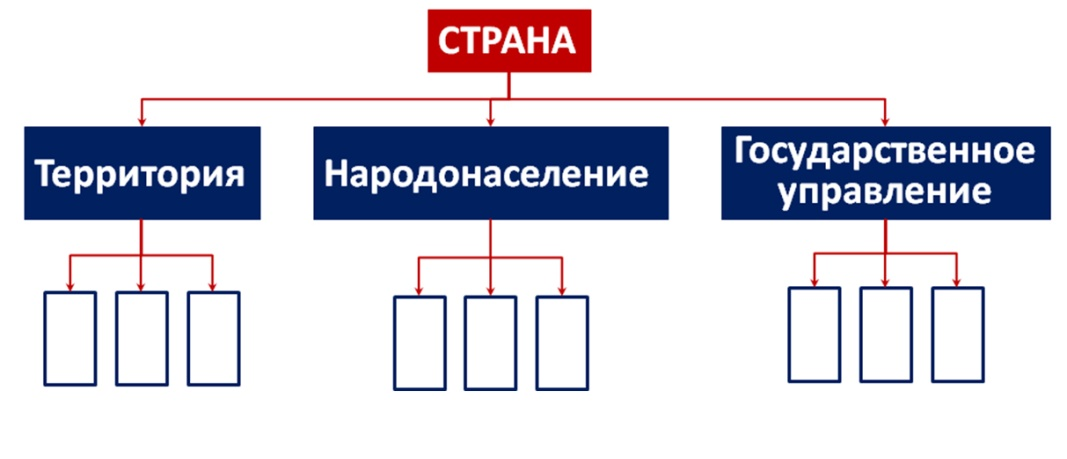 СТРАНА
Территория
Народонаселение
Государственное
управление